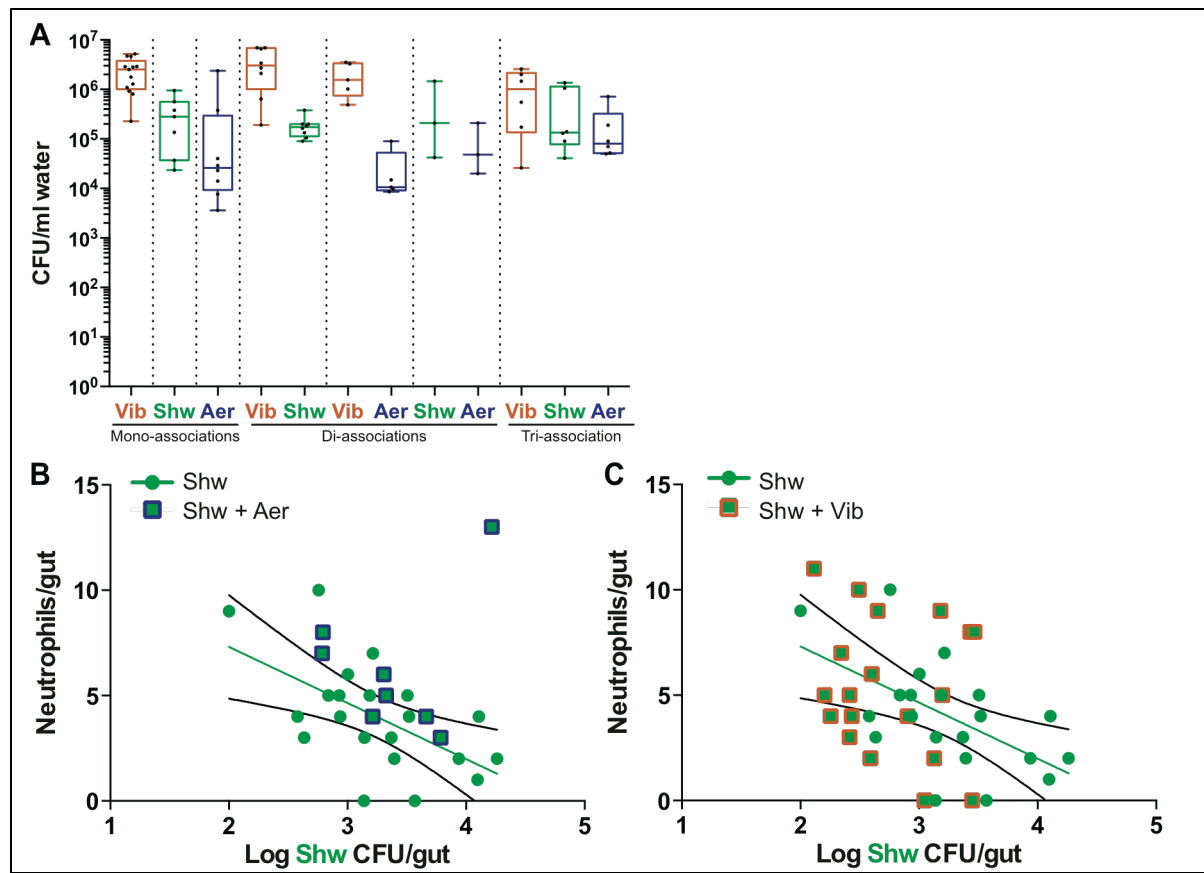 A
10⁷
10⁶
10⁵
10⁴
10³
10²
10¹
10⁰
CFU/ml water
Vib Shw Aer Vib Shw Vib Aer Shw Aer Vib Shw Aer
Mono-associations Di-associations Tri-association
B
Shw
Shw + Aer
15
10
5
0
Neutrophils/gut
1 2 3 4 5
Log Shw CFU/gut
C
Shw
Shw + Vib
15
10
5
0
Neutrophils/gut
1 2 3 4 5
Log Shw CFU/gut